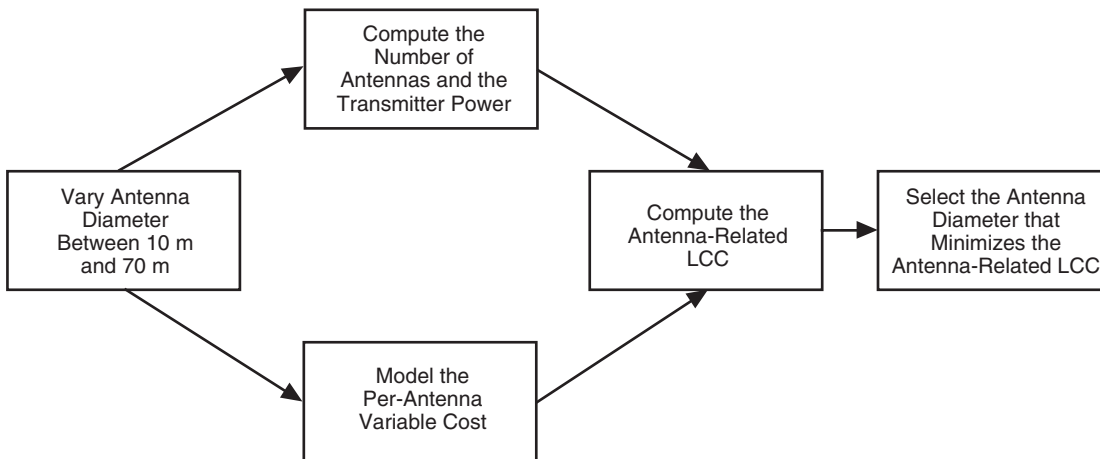 Vary Antenna
Diameter
Between 10 m
and 70 m
Compute the
Number of
Antennas and the
Transmitter Power
Model the
Per-Antenna
Variable Cost
Compute the
Antenna-Related
LCC
Select the Antenna
Diameter that
Minimizes the
Antenna-Related LCC